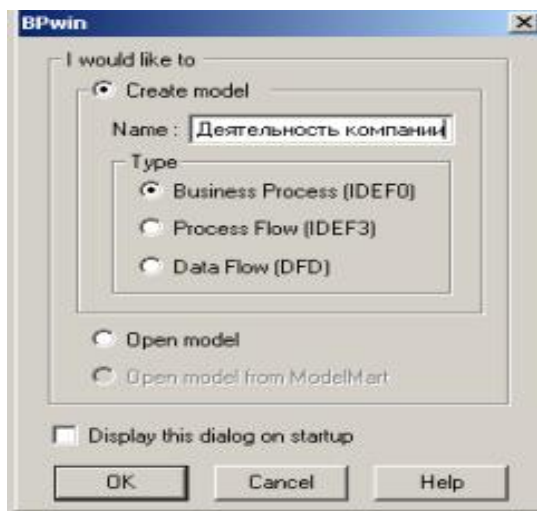 BPwin
I would like to
Create model
Name : Деятельность компании
Type
Business Process (IDEF0)
Process Flow (IDEF3)
Data Flow (DFD)
Open model
Open model from ModelMart
Display this dialog on startup
OK Cancel Help